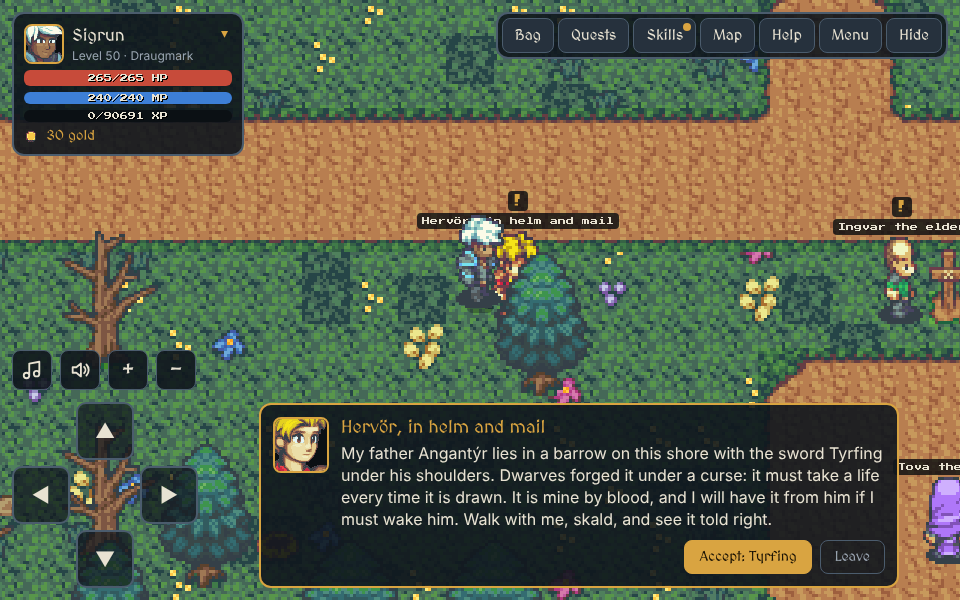 Sigrun
Level 50 · Draugmark
265/265 HP
240/240 MP
0/90691 XP
30 gold
Bag
Quests
Skills
Map
Help
Menu
Hide
!
Hervör, in helm and mail
!
Ingvar the elder
Hervör, in helm and mail
My father Angantýr lies in a barrow on this shore with the sword Tyrfing
under his shoulders. Dwarves forged it under a curse: it must take a life
every time it is drawn. It is mine by blood, and I will have it from him if I
must wake him. Walk with me, skald, and see it told right.
Accept: Tyrfing
Leave
Tova the